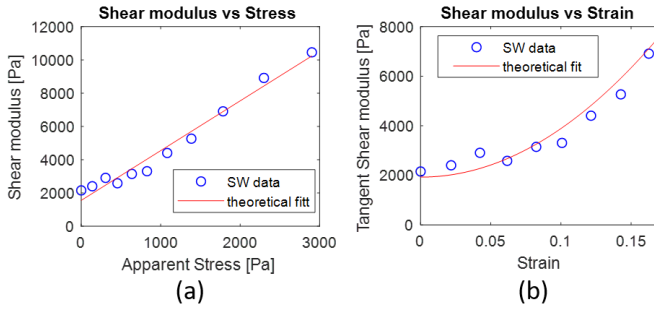 Shear modulus vs Stress
12000
10000
8000
6000
4000
2000
0
Shear modulus
[Pa]
SW data
theoretical fitt
0
1000
2000
3000
Apparent Stress [Pa]
(a)
Shear modulus vs Strain
8000
6000
4000
2000
0
Tangent Shear modulus
[Pa]
SW data
theoretical fit
0
0.05
0.1
0.15
Strain
(b)